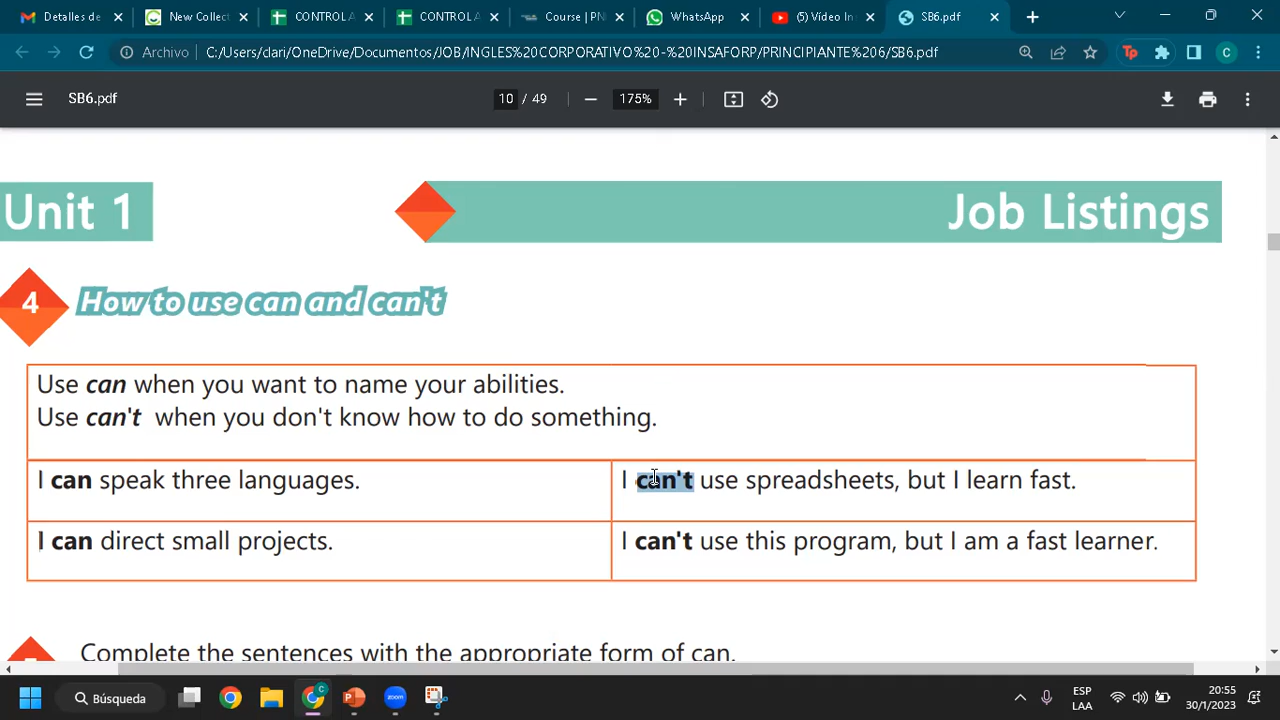 Detalles de
New Collect
CONTROL A
CONTROL A
Course | PN
WhatsApp
(5) Vídeo In
SB6.pdf
Archivo
C:/Users/clari/OneDrive/Documentos/JOB/INGLES%20CORPORATIVO%20-%20INSAFORP/PRINCIPIANTE%206/SB6.pdf
SB6.pdf
10 / 49
175%
Unit 1
Job Listings
4
How to use can and can't
Use can when you want to name your abilities.
Use can't when you don't know how to do something.
I can speak three languages.
I can't use spreadsheets, but I learn fast.
I can direct small projects.
I can't use this program, but I am a fast learner.
Complete the sentences with the appropriate form of can.
Búsqueda
zoom
ESP
LAA
20:55
30/1/2023